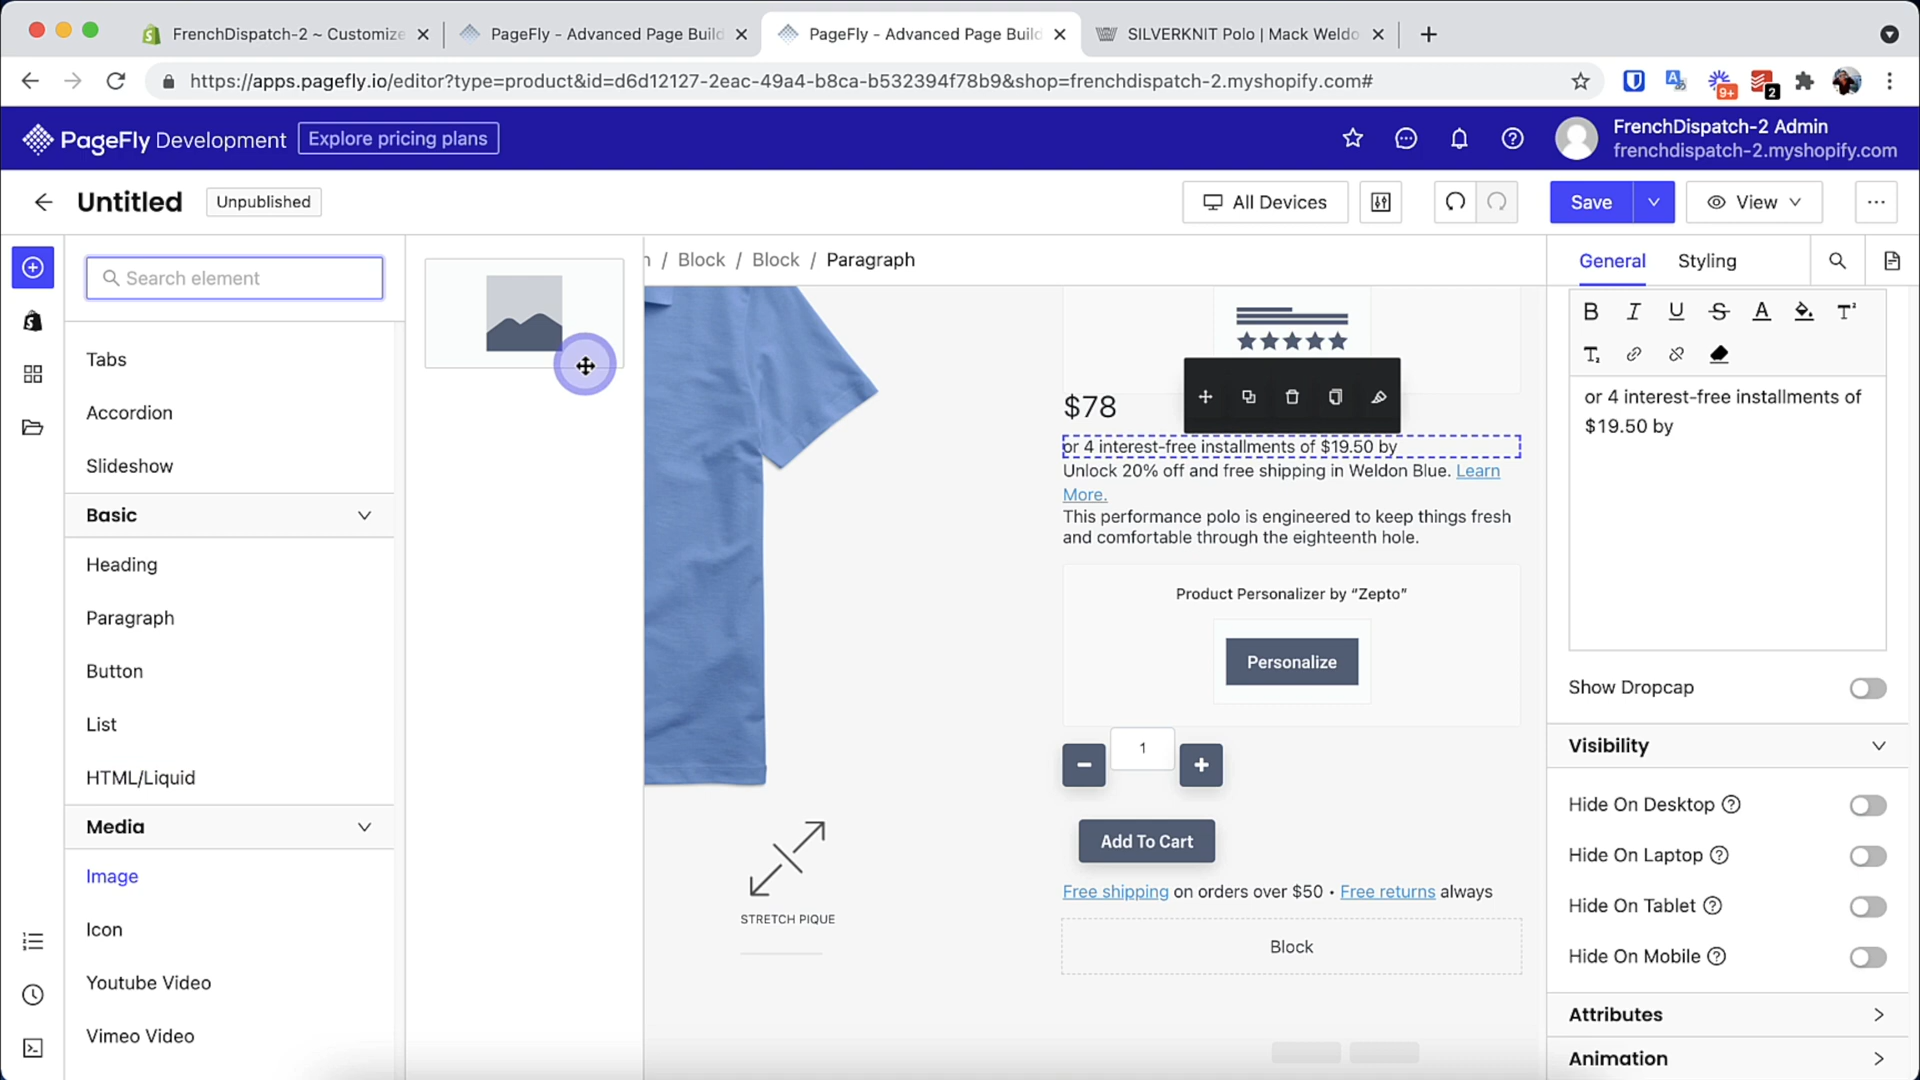 FrenchDispatch-2 ~ Customize
PageFly - Advanced Page Build
PageFly - Advanced Page Build
SILVERKNIT Polo | Mack Weldo
https://apps.pagefly.io/editor?type=product&id=d6d12127-2eac-49a4-b8ca-b532394f78b9&shop=frenchdispatch-2.myshopify.com#
9+
2
PageFly Development
Explore pricing plans
FrenchDispatch-2 Admin
frenchdispatch-2.myshopify.com
Untitled
Unpublished
All Devices
Save
View
Search element
Tabs
Accordion
Slideshow
Basic
Heading
Paragraph
Button
List
HTML/Liquid
Media
Image
Icon
Youtube Video
Vimeo Video
n / Block / Block / Paragraph
$78
or 4 interest-free installments of $19.50 by
Unlock 20% off and free shipping in Weldon Blue. Learn
More.
This performance polo is engineered to keep things fresh
and comfortable through the eighteenth hole.
Product Personalizer by “Zepto”
Personalize
1
Add To Cart
Free shipping on orders over $50 • Free returns always
Block
STRETCH PIQUE
General
Styling
or 4 interest-free installments of
$19.50 by
Show Dropcap
Visibility
Hide On Desktop
Hide On Laptop
Hide On Tablet
Hide On Mobile
Attributes
Animation